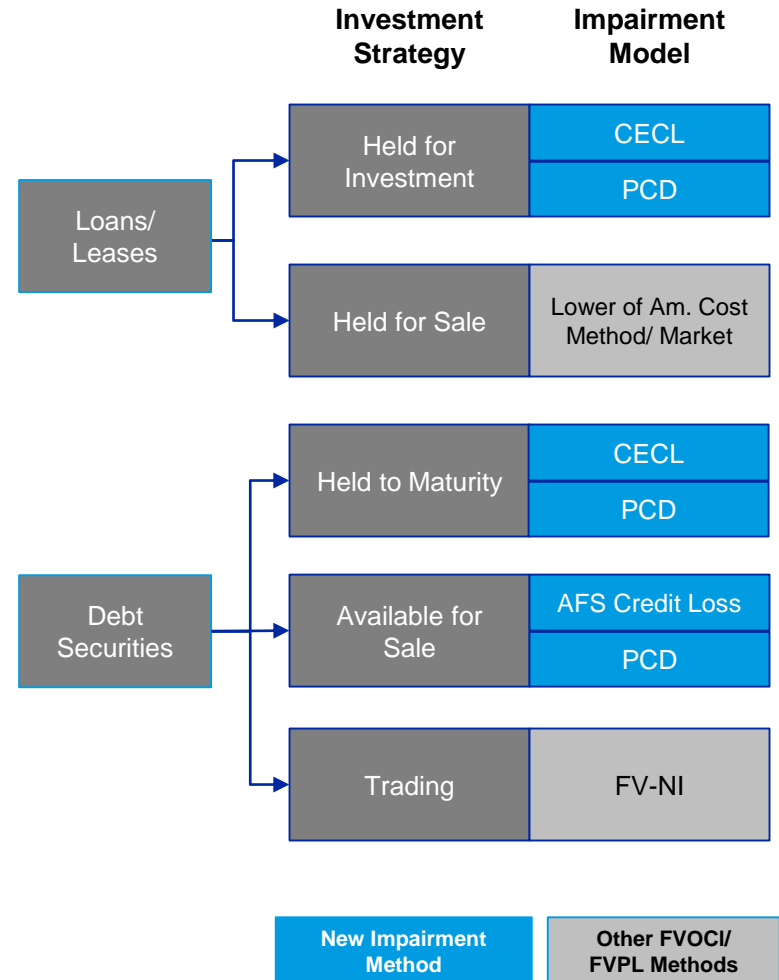 Investment
Strategy
Impairment
Model
Loans/
Leases
Held for
Investment
CECL
PCD
Held for Sale
Lower of Am. Cost
Method/ Market
Debt
Securities
Held to Maturity
CECL
PCD
Available for
Sale
AFS Credit Loss
PCD
Trading
FV-NI
New Impairment
Method
Other FVOCI/
FVPL Methods